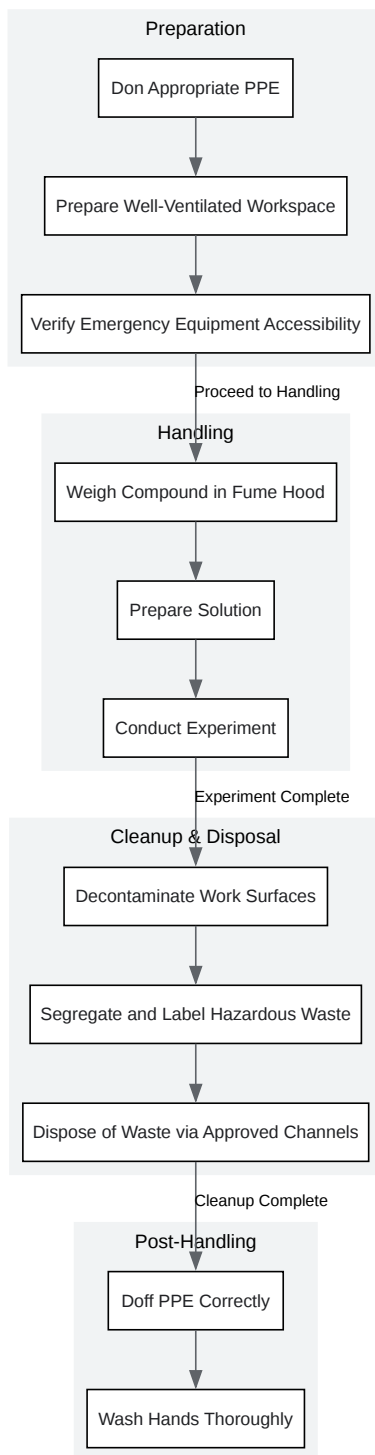 Preparation
Don Appropriate PPE
Prepare Well-Ventilated Workspace
Verify Emergency Equipment Accessibility
Proceed to Handling
Handling
Weigh Compound in Fume Hood
Prepare Solution
Conduct Experiment
Experiment Complete
Cleanup & Disposal
Decontaminate Work Surfaces
Segregate and Label Hazardous Waste
Dispose of Waste via Approved Channels
Cleanup Complete
Post-Handling
Doff PPE Correctly
Wash Hands Thoroughly